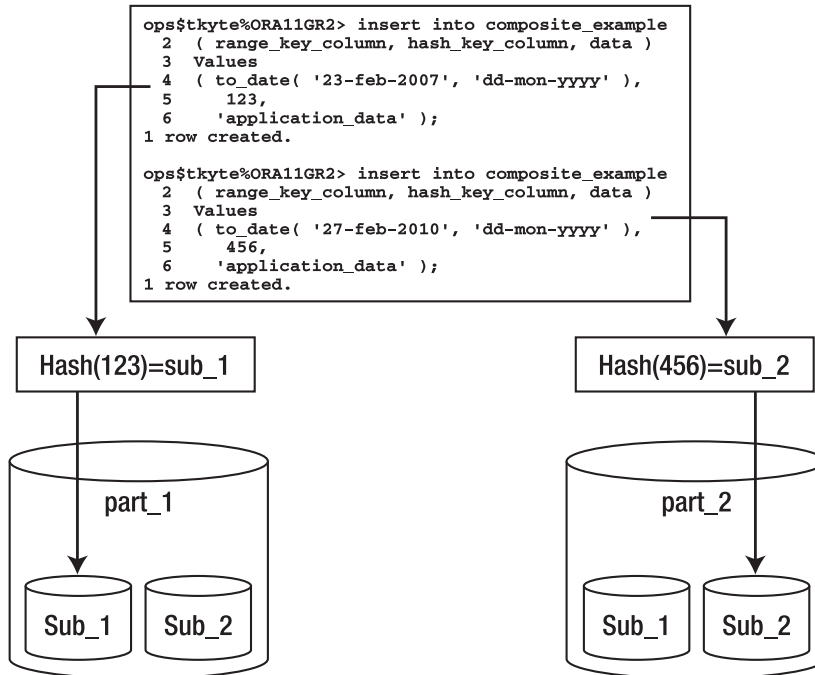 ops$tkyte%ORA11GR2> insert into composite_example
2 ( range_key_column, hash_key_column, data )
3 Values
4 ( to_date( '23-feb-2007', 'dd-mon-yyyy' ),
5 123,
6 'application_data' );
1 row created.
ops$tkyte%ORA11GR2> insert into composite_example
2 ( range_key_column, hash_key_column, data )
3 Values
4 ( to_date( '27-feb-2010', 'dd-mon-yyyy' ),
5 456,
6 'application_data' );
1 row created.
Hash(123)=sub_1
Hash(456)=sub_2
part_1
part_2
Sub_1
Sub_2
Sub_1
Sub_2